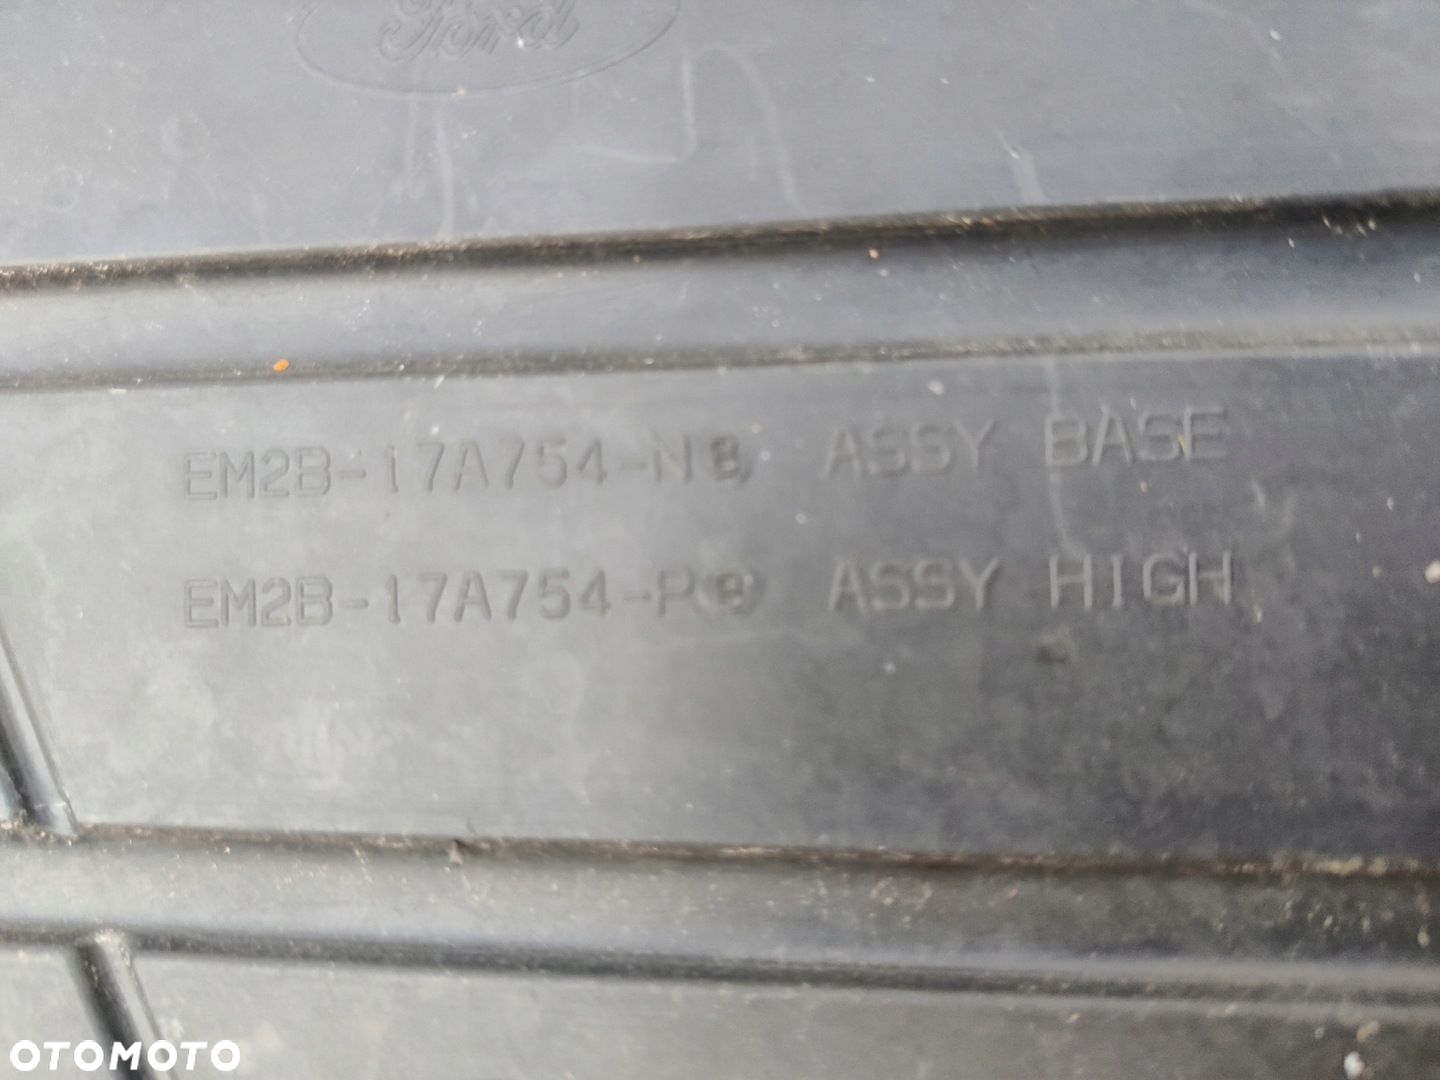 Ford
EM2B-17A754-NB ASSY BASE
EM2B-17A754-PB ASSY HIGH
OTOMOTO